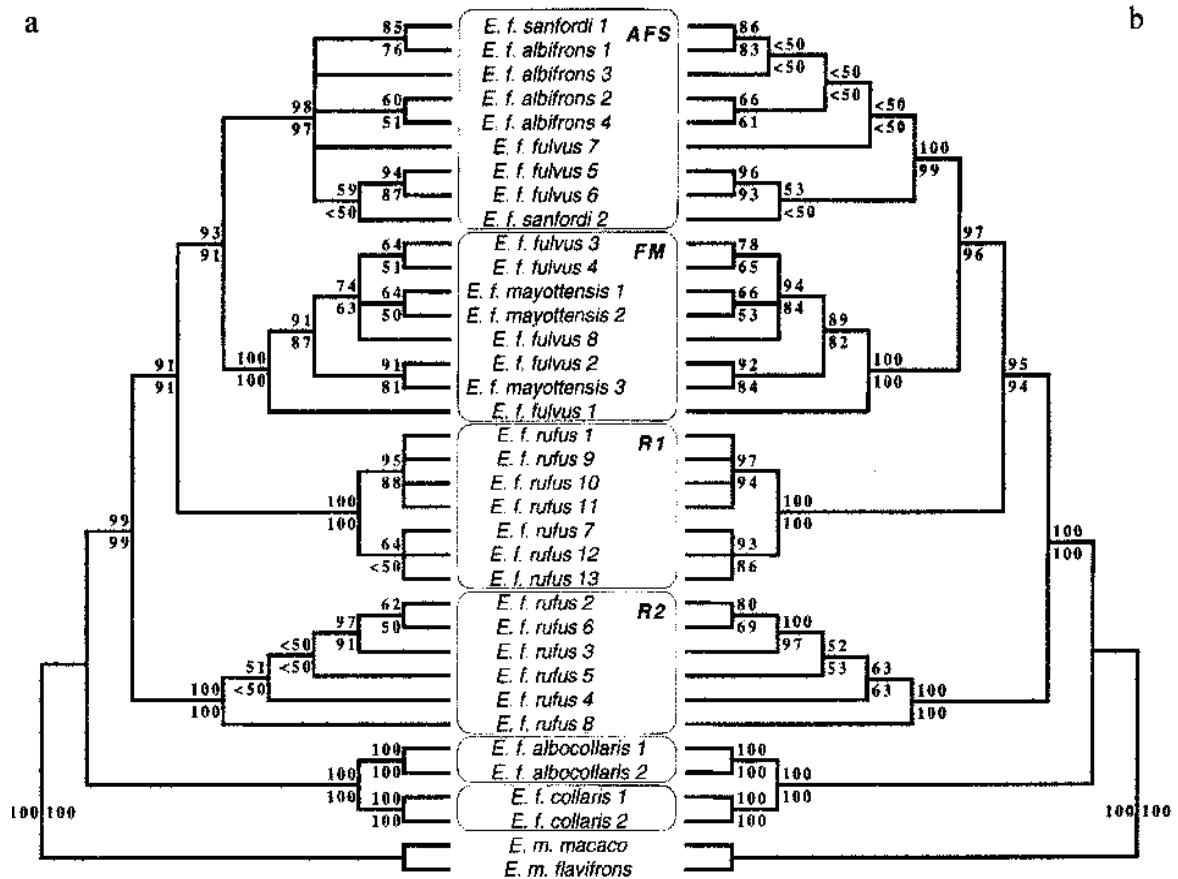 a
b
E. f. sanfordi 1
AFS
E. f. albifrons 1
E. f. albifrons 3
E. f. albifrons 2
E. f. albifrons 4
E. f. fulvus 7
E. f. fulvus 5
E. f. fulvus 6
E. f. sanfordi 2
E. f. fulvus 3
FM
E. f. fulvus 4
E. f. mayottensis 1
E. f. mayottensis 2
E. f. fulvus 8
E. f. fulvus 2
E. f. mayottensis 3
E. f. fulvus 1
E. f. rufus 1
R1
E. f. rufus 9
E. f. rufus 10
E. f. rufus 11
E. f. rufus 7
E. f. rufus 12
E. f. rufus 13
E. f. rufus 2
R2
E. f. rufus 6
E. f. rufus 3
E. f. rufus 5
E. f. rufus 4
E. f. rufus 8
E. f. albocollaris 1
E. f. albocollaris 2
E. f. collaris 1
E. f. collaris 2
E. m. macaco
E. m. flavifrons
85
76
60
51
98
97
94
87
59
<50
93
91
64
51
74
63
64
50
91
87
91
81
100
100
91
91
95
88
100
100
64
<50
99
99
62
50
97
91
<50
<50
51
<50
100
100
100
100
100
100
100
100
100 100
86
83
<50
<50
<50
<50
66
61
<50
<50
100
99
96
93
53
<50
97
96
78
65
94
84
66
53
89
82
92
84
100
100
95
94
97
94
100
100
93
86
100
100
80
69
100
97
52
53
63
63
100
100
100
100
100
100
100
100
100 100